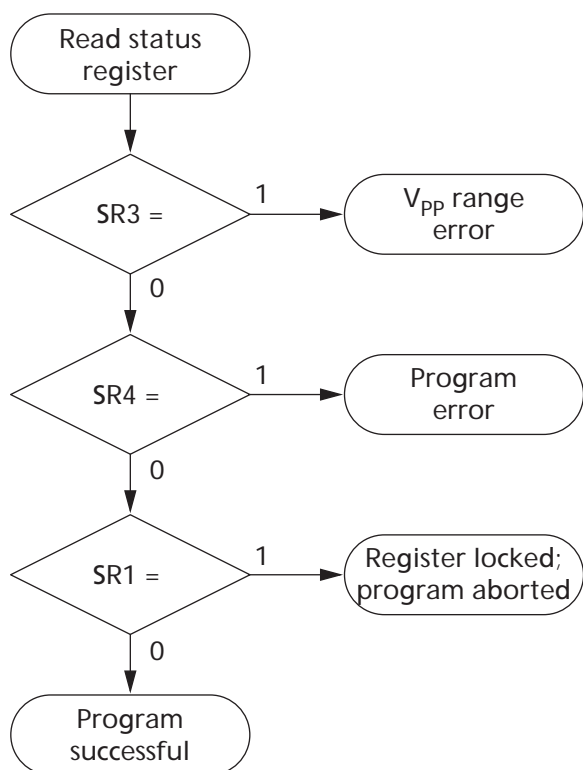 Read status
register
SR3 =
1
V_PP range
error
0
SR4 =
1
Program
error
0
SR1 =
1
Register locked;
program aborted
0
Program
successful